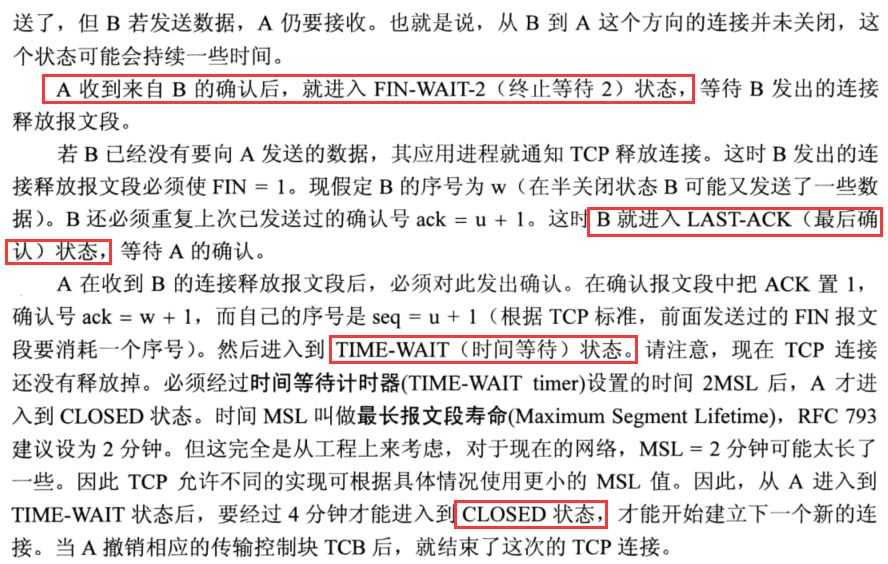 送了，但 B 若发送数据，A 仍要接收。也就是说，从 B 到 A 这个方向的连接并未关闭，这
个状态可能会持续一些时间。
A 收到来自 B 的确认后，就进入 FIN-WAIT-2（终止等待 2）状态，等待 B 发出的连接
释放报文段。
若 B 已经没有要向 A 发送的数据，其应用进程就通知 TCP 释放连接。这时 B 发出的连
接释放报文段必须使 FIN = 1。现假定 B 的序号为 w（在半关闭状态 B 可能又发送了一些数
据）。B 还必须重复上次已发送过的确认号 ack = u + 1。这时 B 就进入 LAST-ACK（最后确
认）状态，等待 A 的确认。
A 在收到 B 的连接释放报文段后，必须对此发出确认。在确认报文段中把 ACK 置 1，
确认号 ack = w + 1，而自己的序号是 seq = u + 1（根据 TCP 标准，前面发送过的 FIN 报文
段要消耗一个序号）。然后进入到 TIME-WAIT（时间等待）状态。请注意，现在 TCP 连接
还没有释放掉。必须经过时间等待计时器(TIME-WAIT timer)设置的时间 2MSL 后，A 才进
入到 CLOSED 状态。时间 MSL 叫做最长报文段寿命(Maximum Segment Lifetime)，RFC 793
建议设为 2 分钟。但这完全是从工程上来考虑，对于现在的网络，MSL = 2 分钟可能太长了
一些。因此 TCP 允许不同的实现可根据具体情况使用更小的 MSL 值。因此，从 A 进入到
TIME-WAIT 状态后，要经过 4 分钟才能进入到 CLOSED 状态，才能开始建立下一个新的连
接。当 A 撤销相应的传输控制块 TCB 后，就结束了这次的 TCP 连接。